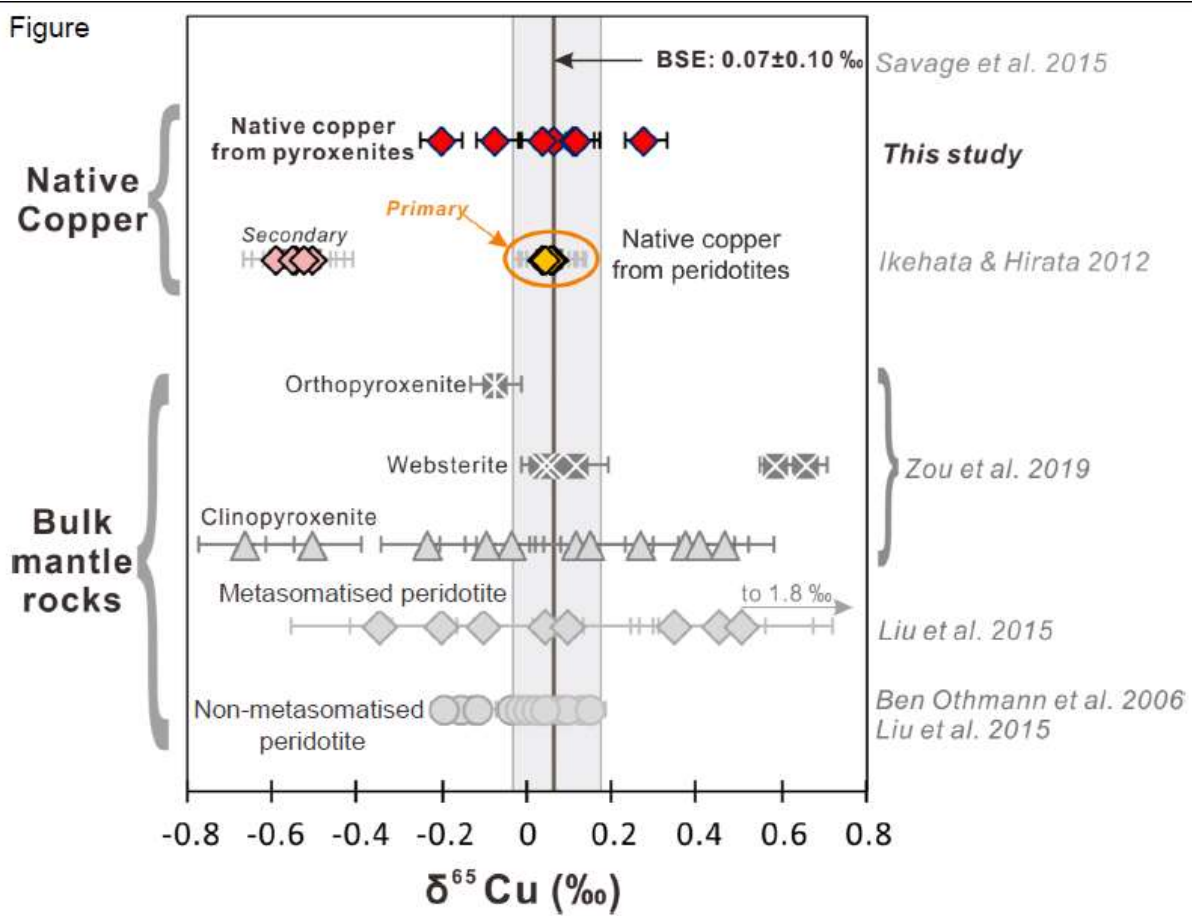 Figure
BSE: 0.07±0.10 ‰
Savage et al. 2015
Native
Copper
Native copper
from pyroxenites
This study
Secondary
Primary
Native copper
from peridotites
Ikehata & Hirata 2012
Bulk
mantle
rocks
Orthopyroxenite
Websterite
Zou et al. 2019
Clinopyroxenite
Metasomatised peridotite
to 1.8 ‰
Liu et al. 2015
Non-metasomatised
peridotite
Ben Othmann et al. 2006
Liu et al. 2015
-0.8 -0.6 -0.4 -0.2 0 0.2 0.4 0.6 0.8
δ⁶⁵ Cu (‰)